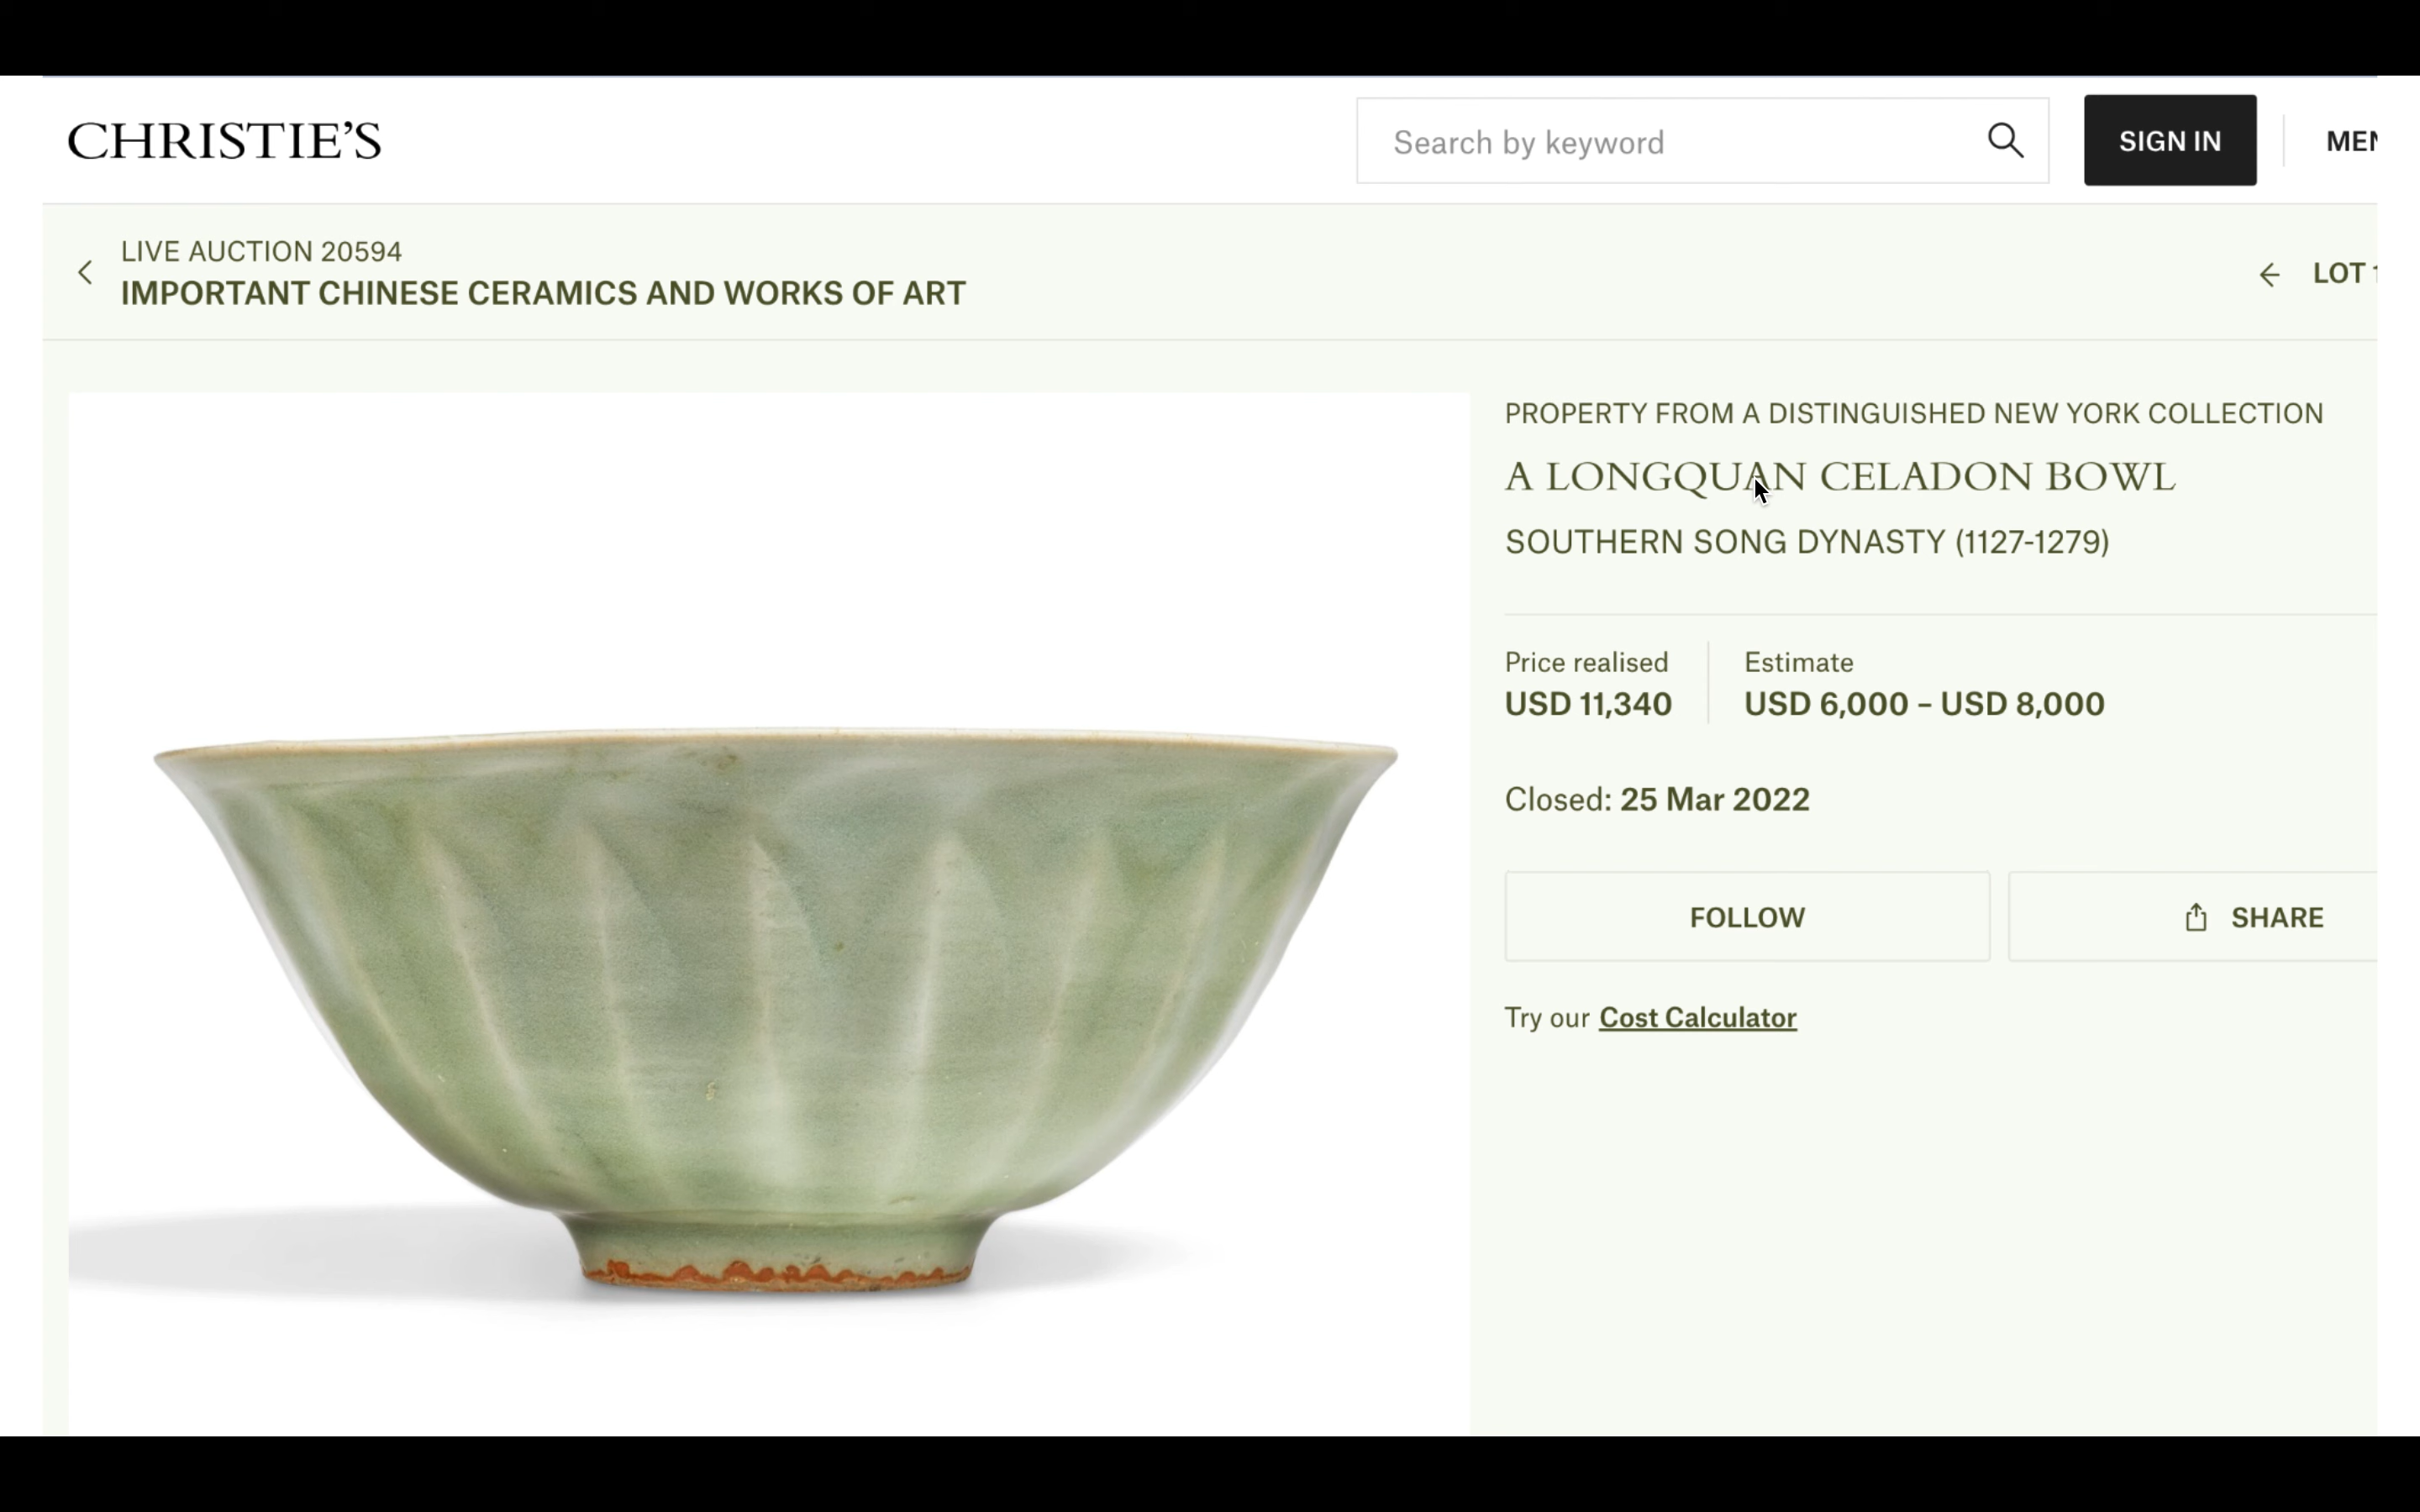 CHRISTIE'S
Search by keyword
SIGN IN
LIVE AUCTION 20594
IMPORTANT CHINESE CERAMICS AND WORKS OF ART
LOT
PROPERTY FROM A DISTINGUISHED NEW YORK COLLECTION
A LONGQUAN CELADON BOWL
SOUTHERN SONG DYNASTY (1127-1279)
Price realised
USD 11,340
Estimate
USD 6,000 – USD 8,000
Closed: 25 Mar 2022
FOLLOW
SHARE
Try our Cost Calculator